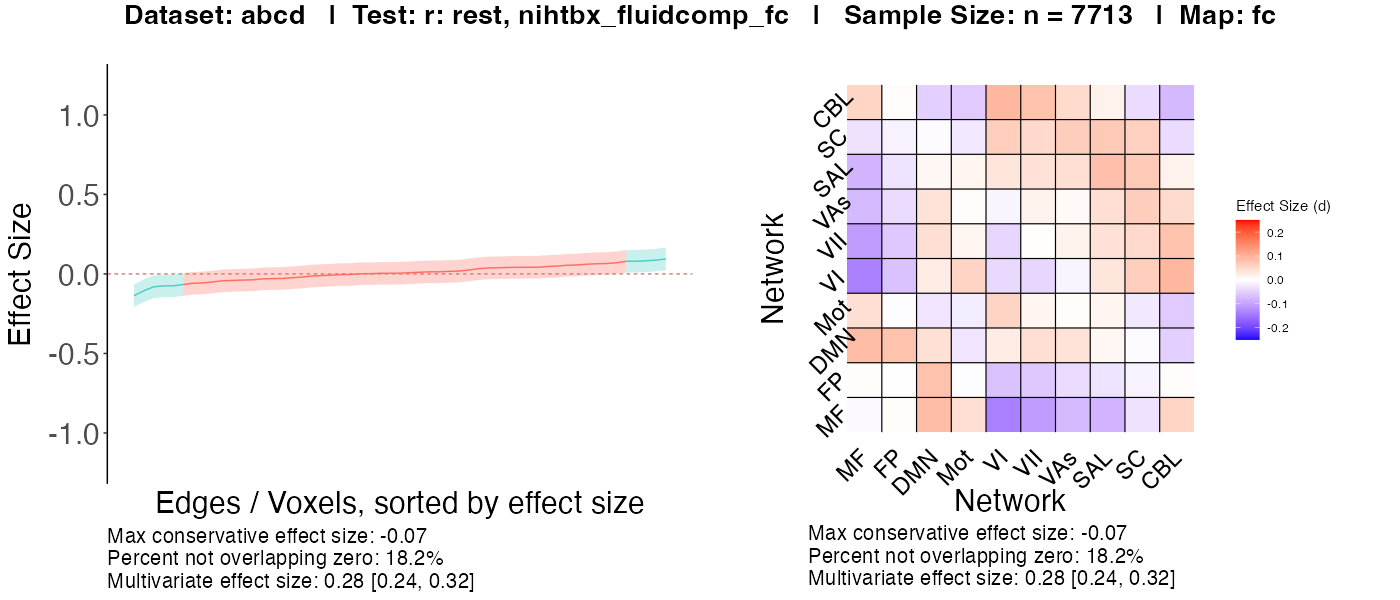 Dataset: abcd | Test: r: rest, nihtbx_fluidcomp_fc | Sample Size: n = 7713 | Map: fc
Effect Size
1.0
0.5
0.0
-0.5
-1.0
Edges / Voxels, sorted by effect size
Max conservative effect size: -0.07
Percent not overlapping zero: 18.2%
Multivariate effect size: 0.28 [0.24, 0.32]
Network
CBL
SC
SAL
VAs
VII
VI
Mot
DMN
FP
MF
MF FP DMN Mot VI VII VAs SAL SC CBL
Network
Effect Size (d)
0.2
0.1
0.0
-0.1
-0.2
Max conservative effect size: -0.07
Percent not overlapping zero: 18.2%
Multivariate effect size: 0.28 [0.24, 0.32]